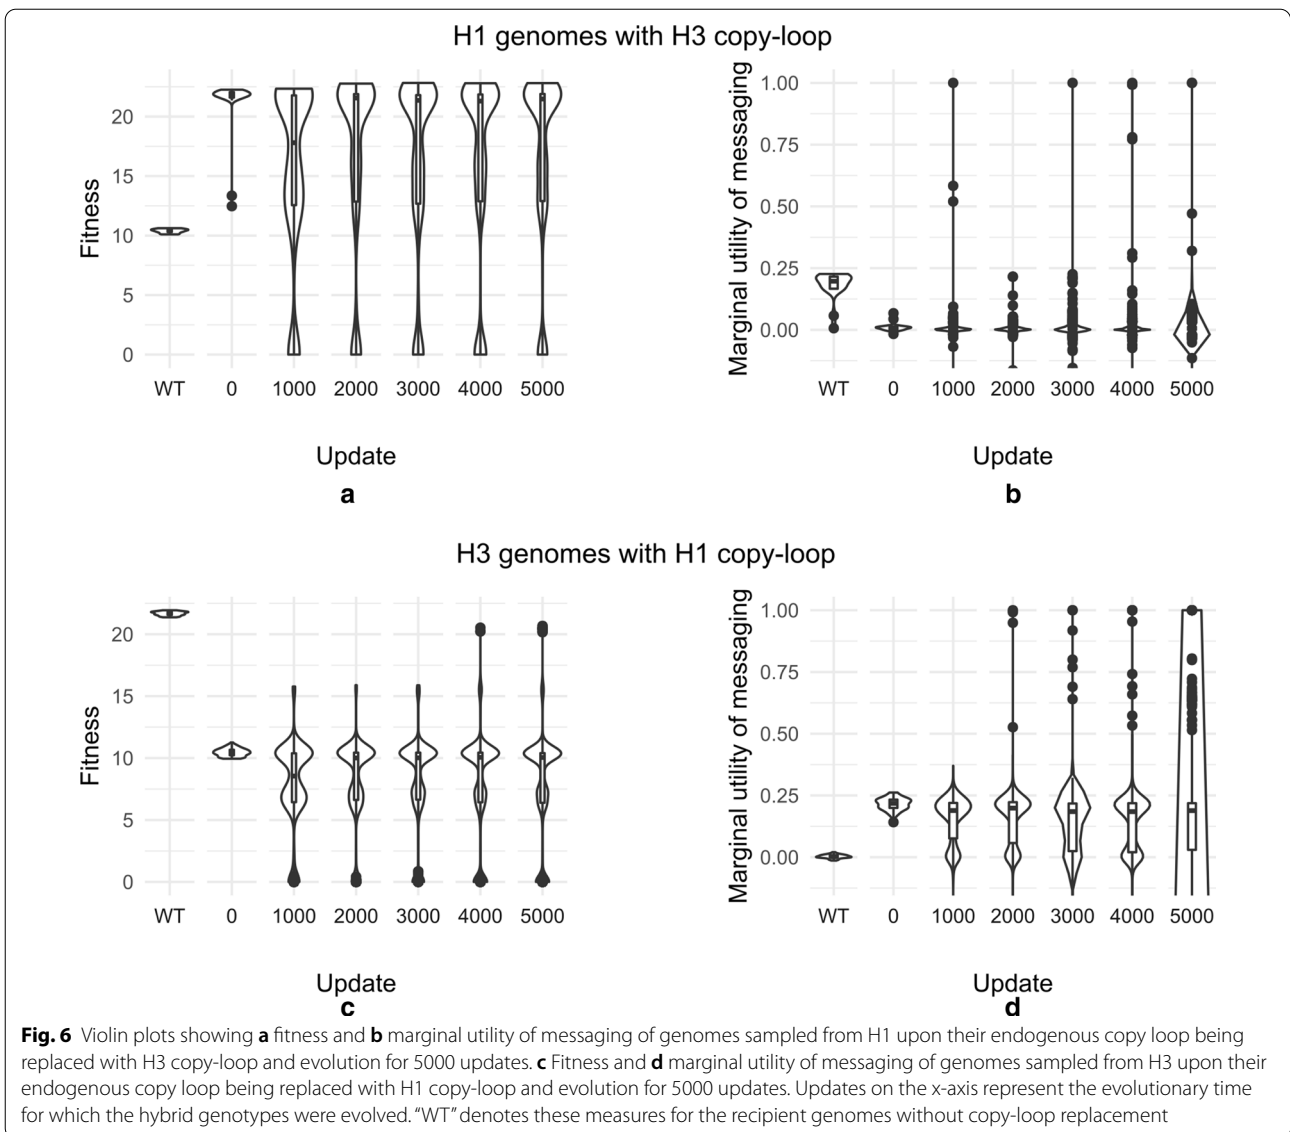 H1 genomes with H3 copy-loop
Fitness
20
15
10
5
0
WT 0 1000 2000 3000 4000 5000
Update
a
Marginal utility of messaging
1.00
0.75
0.50
0.25
0.00
WT 0 1000 2000 3000 4000 5000
Update
b
H3 genomes with H1 copy-loop
Fitness
20
15
10
5
0
WT 0 1000 2000 3000 4000 5000
Update
c
Marginal utility of messaging
1.00
0.75
0.50
0.25
0.00
WT 0 1000 2000 3000 4000 5000
Update
d
Fig. 6 Violin plots showing a fitness and b marginal utility of messaging of genomes sampled from H1 upon their endogenous copy loop being
replaced with H3 copy-loop and evolution for 5000 updates. c Fitness and d marginal utility of messaging of genomes sampled from H3 upon their
endogenous copy loop being replaced with H1 copy-loop and evolution for 5000 updates. Updates on the x-axis represent the evolutionary time
for which the hybrid genotypes were evolved. “WT” denotes these measures for the recipient genomes without copy-loop replacement